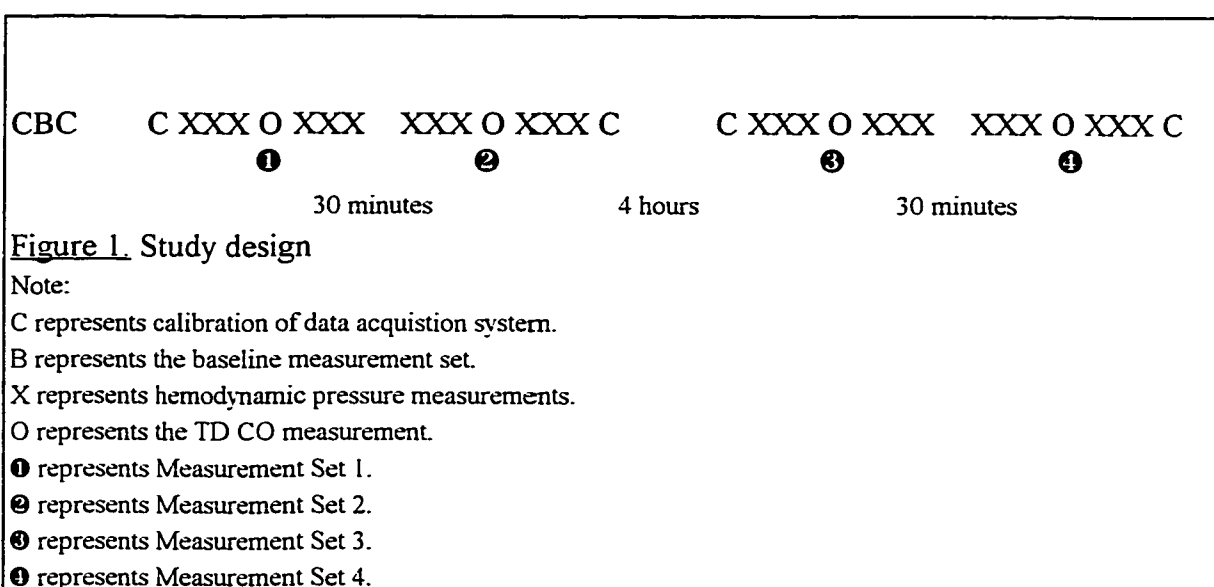 CBC C XXX O XXX XXX O XXX C C XXX O XXX XXX O XXX C
❶ ❷ ❸ ❹
30 minutes 4 hours 30 minutes
Figure 1. Study design
Note:
C represents calibration of data acquistion system.
B represents the baseline measurement set.
X represents hemodynamic pressure measurements.
O represents the TD CO measurement.
❶ represents Measurement Set 1.
❷ represents Measurement Set 2.
❸ represents Measurement Set 3.
❹ represents Measurement Set 4.